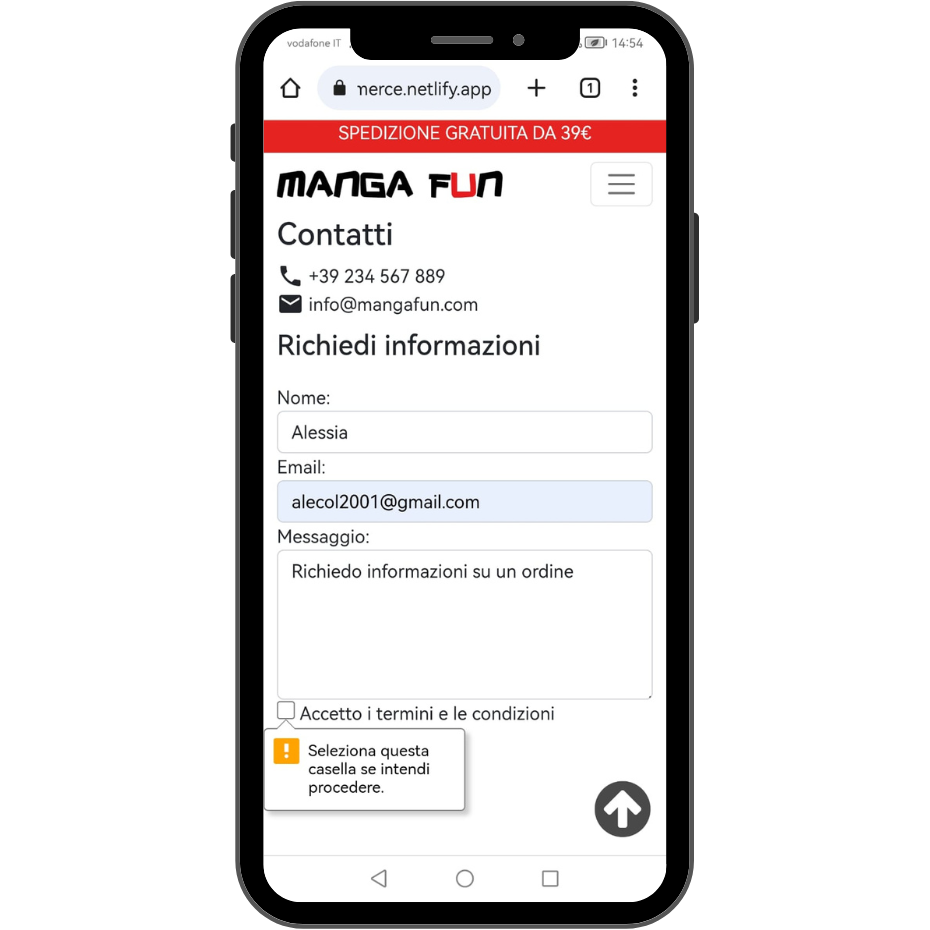 vodafone IT
14:54
merce.netlify.app
1
SPEDIZIONE GRATUITA DA 39€
MANGA FUN
Contatti
+39 234 567 889
info@mangafun.com
Richiedi informazioni
Nome:
Alessia
Email:
alecol2001@gmail.com
Messaggio:
Richiedo informazioni su un ordine
Accetto i termini e le condizioni
Seleziona questa
casella se intendi
procedere.